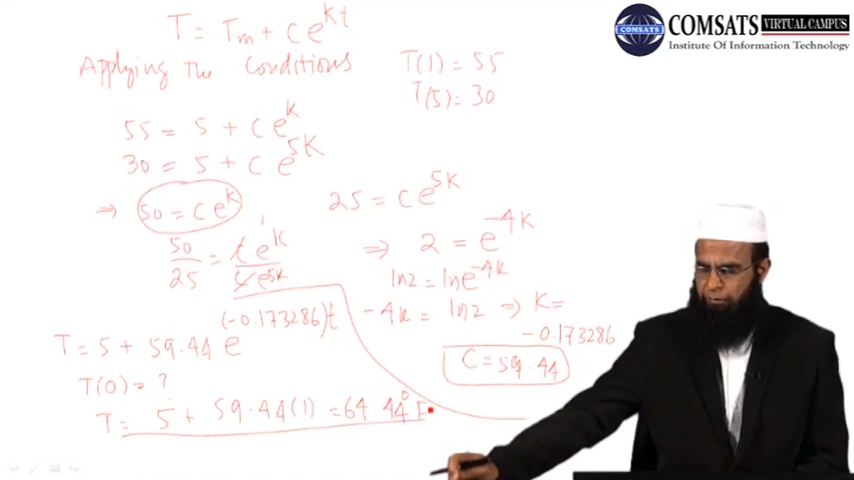 COMSATS VIRTUAL CAMPUS
Institute Of Information Technology
T = Tm + ce^kt
Applying The Conditions
T(1) = 55
T(5) = 30
55 = 5 + ce^k
30 = 5 + ce^5k
⇒ 50 = ce^k , 25 = ce^5k
50/25 = ce^k/ce^5k ⇒ 2 = e^-4k
ln2 = lne^-4k
-4k = ln2 ⇒ K =
-0.173286
C = 59.44
T = 5 + 59.44 e^(-0.173286)t
T(0) = ?
T = 5 + 59.44(1) = 64.44° F